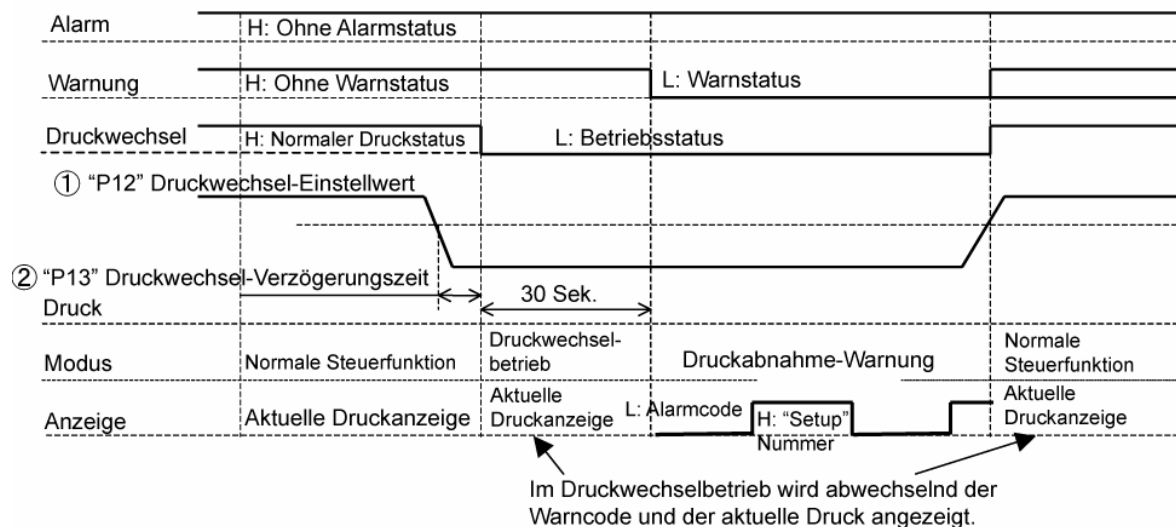 Alarm
H: Ohne Alarmstatus
Warnung
H: Ohne Warnstatus
L: Warnstatus
Druckwechsel
H: Normaler Druckstatus
L: Betriebsstatus
① “P12” Druckwechsel-Einstellwert
② “P13” Druckwechsel-Verzögerungszeit
30 Sek.
Druck
Modus
Normale Steuerfunktion
Druckwechsel-
betrieb
Druckabnahme-Warnung
Normale
Steuerfunktion
Anzeige
Aktuelle Druckanzeige
Aktuelle
Druckanzeige
L: Alarmcode
H: “Setup”
Nummer
Aktuelle
Druckanzeige
Im Druckwechselbetrieb wird abwechselnd der
Warncode und der aktuelle Druck angezeigt.